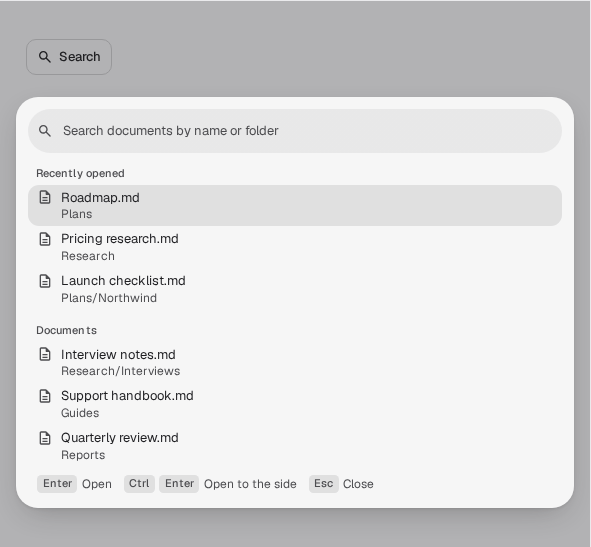 Search
Search documents by name or folder
Recently opened
Roadmap.md
Plans
Pricing research.md
Research
Launch checklist.md
Plans/Northwind
Documents
Interview notes.md
Research/Interviews
Support handbook.md
Guides
Quarterly review.md
Reports
Enter Open Ctrl Enter Open to the side Esc Close